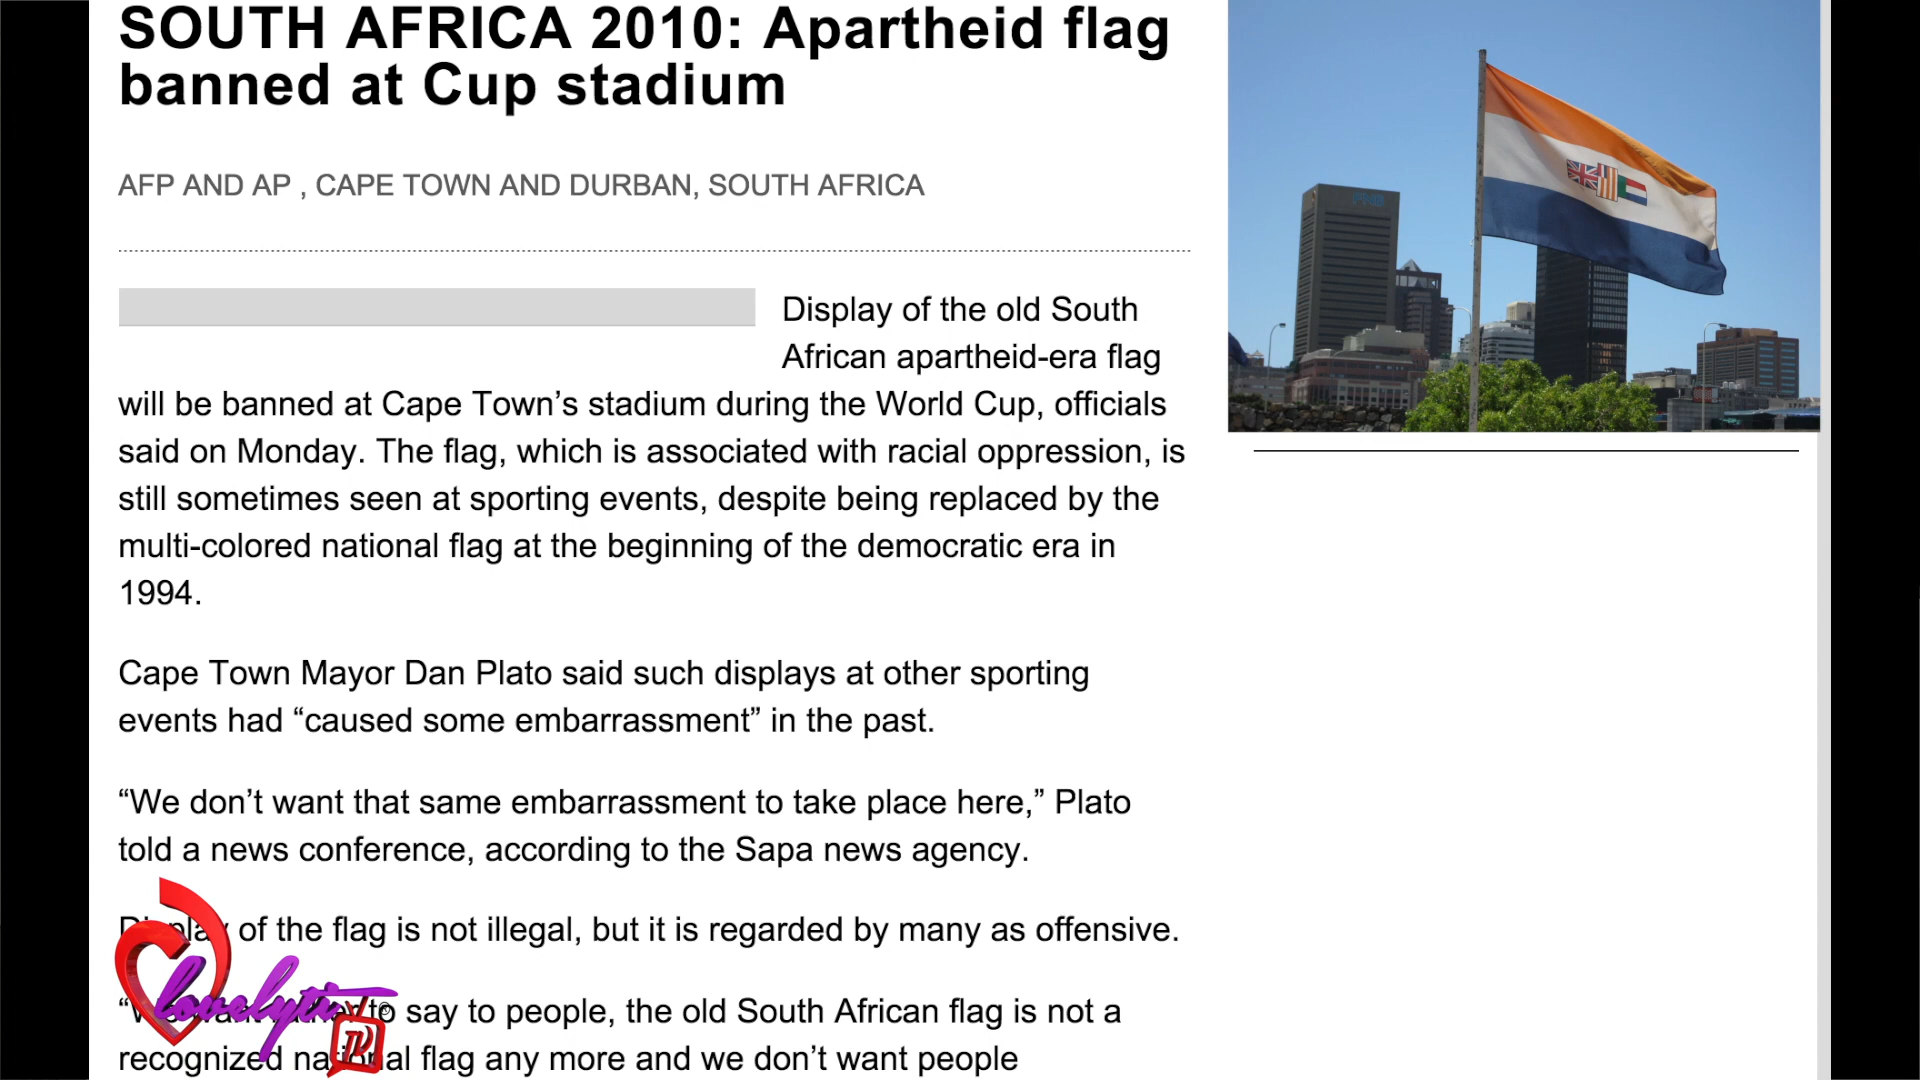 SOUTH AFRICA 2010: Apartheid flag
banned at Cup stadium
AFP AND AP , CAPE TOWN AND DURBAN, SOUTH AFRICA
Display of the old South
African apartheid-era flag
will be banned at Cape Town’s stadium during the World Cup, officials
said on Monday. The flag, which is associated with racial oppression, is
still sometimes seen at sporting events, despite being replaced by the
multi-colored national flag at the beginning of the democratic era in
1994.
Cape Town Mayor Dan Plato said such displays at other sporting
events had “caused some embarrassment” in the past.
“We don’t want that same embarrassment to take place here,” Plato
told a news conference, according to the Sapa news agency.
Display of the flag is not illegal, but it is regarded by many as offensive.
to say to people, the old South African flag is not a
recognized national flag any more and we don’t want people
lovelyti
TV
®